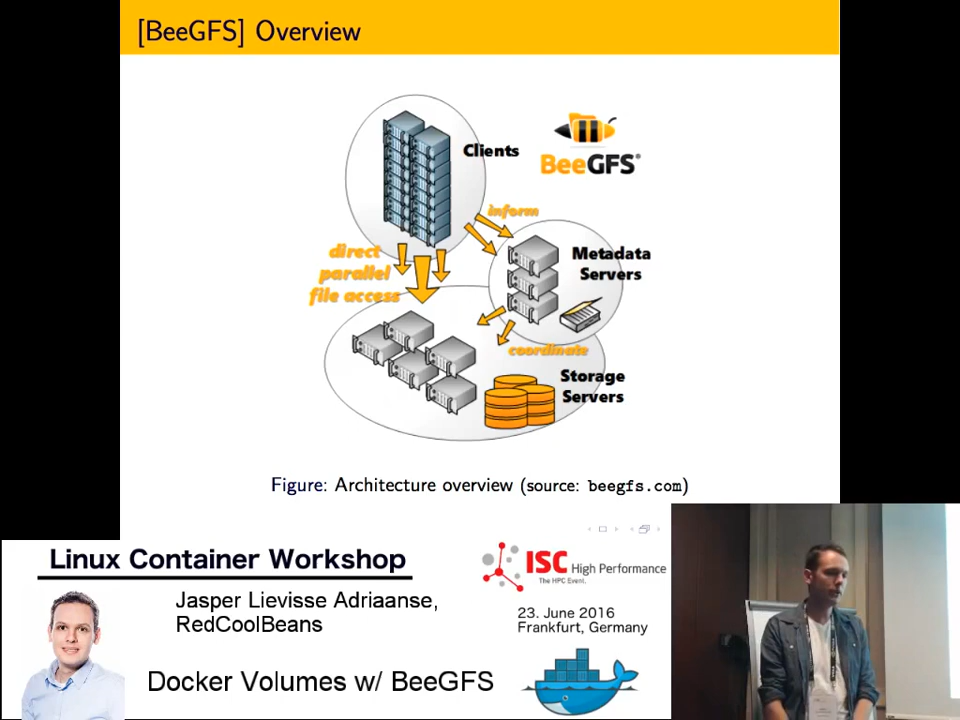 [BeeGFS] Overview
Clients
BeeGFS®
inform
direct
parallel
file access
Metadata
Servers
coordinate
Storage
Servers
Figure: Architecture overview (source: beegfs.com)
Linux Container Workshop
Jasper Lievisse Adriaanse,
RedCoolBeans
Docker Volumes w/ BeeGFS
ISC High Performance
The HPC Event.
23. June 2016
Frankfurt, Germany